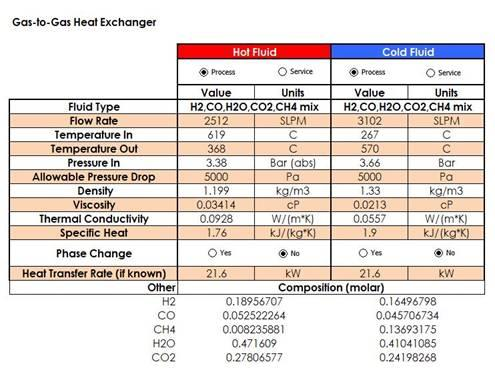 Gas-to-Gas Heat Exchanger
Hot Fluid Cold Fluid
Process Service Process Service
Value Units Value Units
Fluid Type H2,CO,H2O,CO2,CH4 mix H2,CO,H2O,CO2,CH4 mix
Flow Rate 2512 SLPM 3102 SLPM
Temperature In 619 C 267 C
Temperature Out 368 C 570 C
Pressure In 3.38 Bar (abs) 3.66 Bar
Allowable Pressure Drop 5000 Pa 5000 Pa
Density 1.199 kg/m3 1.33 kg/m3
Viscosity 0.03414 cP 0.0213 cP
Thermal Conductivity 0.0928 W/(m*K) 0.0557 W/(m*K)
Specific Heat 1.76 kJ/(kg*K) 1.9 kJ/(kg*K)
Phase Change Yes No Yes No
Heat Transfer Rate (if known) 21.6 kW 21.6 kW
Other Composition (molar)
H2 0.18956707 0.16496798
CO 0.052522264 0.045706734
CH4 0.008235881 0.13693175
H2O 0.471609 0.41041085
CO2 0.27806577 0.24198268